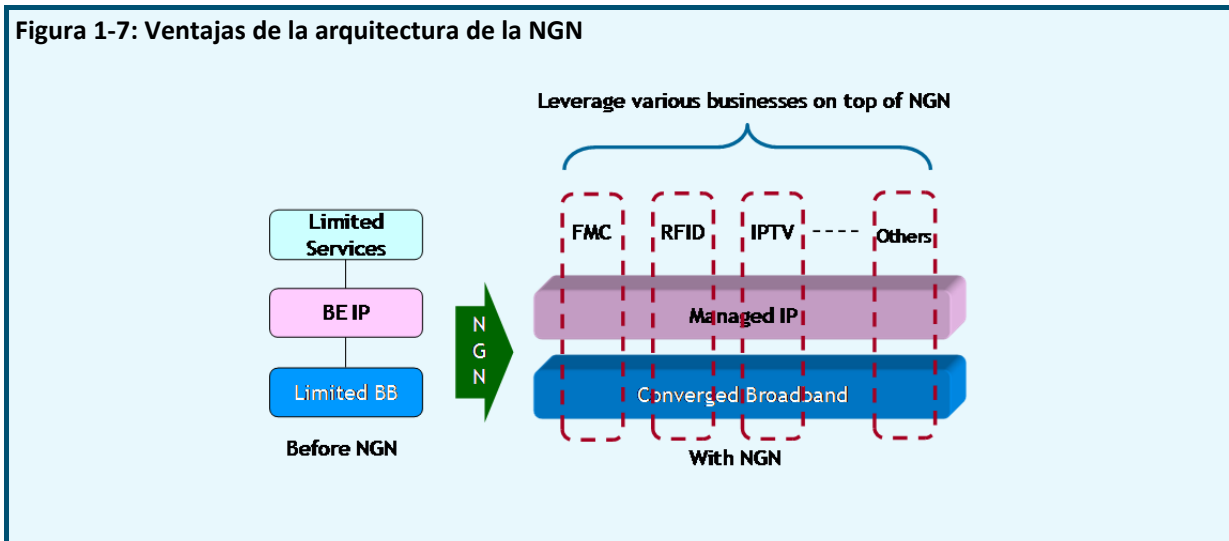 Figura 1-7: Ventajas de la arquitectura de la NGN
Leverage various businesses on top of NGN
Limited
Services
BE IP
Limited BB
Before NGN
N
G
N
FMC
RFID
IPTV
Others
Managed IP
Converged Broadband
With NGN